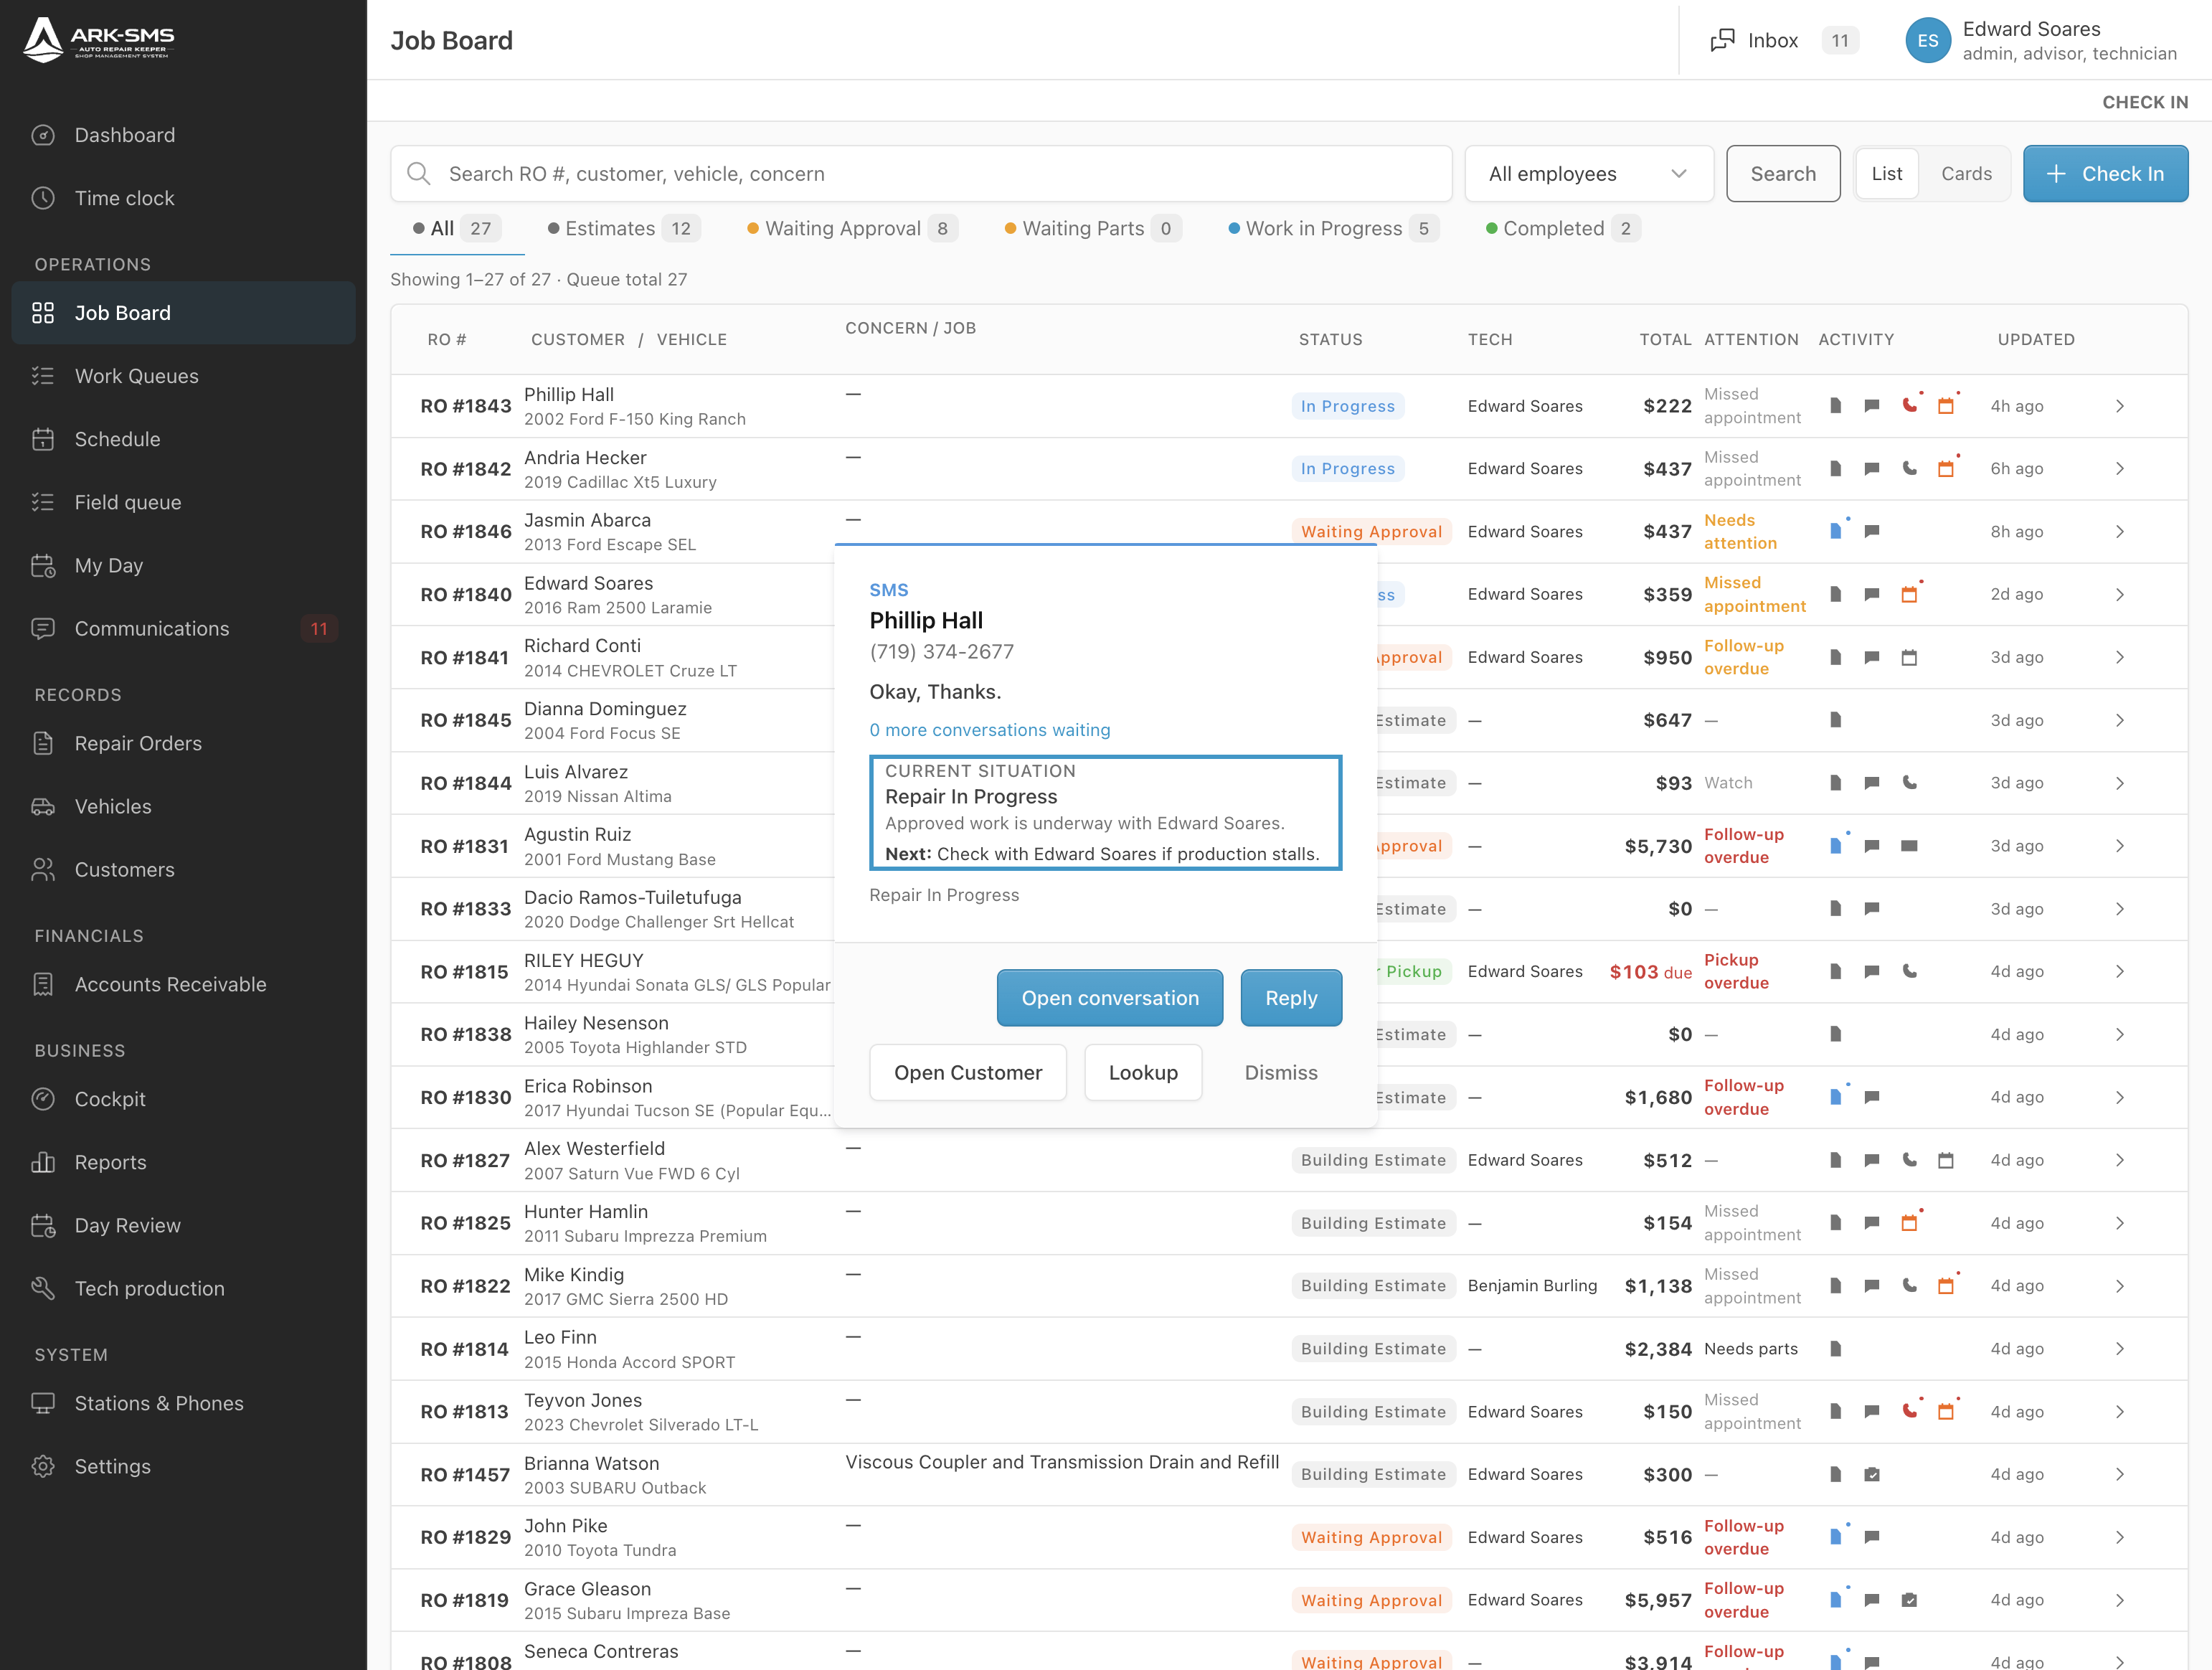 ARK-SMS
AUTO REPAIR KEEPER
SHOP MANAGEMENT SYSTEM
Dashboard
Time clock
OPERATIONS
Job Board
Work Queues
Schedule
Field queue
My Day
Communications 11
RECORDS
Repair Orders
Vehicles
Customers
FINANCIALS
Accounts Receivable
BUSINESS
Cockpit
Reports
Day Review
Tech production
SYSTEM
Stations & Phones
Settings
Job Board
Inbox 11
ES
Edward Soares
admin, advisor, technician
CHECK IN
Search RO #, customer, vehicle, concern
All employees
Search
List
Cards
+ Check In
All 27
Estimates 12
Waiting Approval 8
Waiting Parts 0
Work in Progress 5
Completed 2
Showing 1–27 of 27 · Queue total 27
RO # CUSTOMER / VEHICLE CONCERN / JOB STATUS TECH TOTAL ATTENTION ACTIVITY UPDATED
RO #1843 Phillip Hall — In Progress Edward Soares $222 Missed appointment 4h ago
2002 Ford F-150 King Ranch
RO #1842 Andria Hecker — In Progress Edward Soares $437 Missed appointment 6h ago
2019 Cadillac Xt5 Luxury
RO #1846 Jasmin Abarca — Waiting Approval Edward Soares $437 Needs attention 8h ago
2013 Ford Escape SEL
RO #1840 Edward Soares ss Edward Soares $359 Missed appointment 2d ago
2016 Ram 2500 Laramie
RO #1841 Richard Conti pproval Edward Soares $950 Follow-up overdue 3d ago
2014 CHEVROLET Cruze LT
RO #1845 Dianna Dominguez Estimate — $647 — 3d ago
2004 Ford Focus SE
RO #1844 Luis Alvarez Estimate — $93 Watch 3d ago
2019 Nissan Altima
RO #1831 Agustin Ruiz pproval — $5,730 Follow-up overdue 3d ago
2001 Ford Mustang Base
RO #1833 Dacio Ramos-Tuiletufuga Estimate — $0 — 3d ago
2020 Dodge Challenger Srt Hellcat
RO #1815 RILEY HEGUY r Pickup Edward Soares $103 due Pickup overdue 4d ago
2014 Hyundai Sonata GLS/ GLS Popular
RO #1838 Hailey Nesenson Estimate — $0 — 4d ago
2005 Toyota Highlander STD
RO #1830 Erica Robinson Estimate — $1,680 Follow-up overdue 4d ago
2017 Hyundai Tucson SE (Popular Equ...
RO #1827 Alex Westerfield — Building Estimate Edward Soares $512 — 4d ago
2007 Saturn Vue FWD 6 Cyl
RO #1825 Hunter Hamlin — Building Estimate — $154 Missed appointment 4d ago
2011 Subaru Imprezza Premium
RO #1822 Mike Kindig — Building Estimate Benjamin Burling $1,138 Missed appointment 4d ago
2017 GMC Sierra 2500 HD
RO #1814 Leo Finn — Building Estimate — $2,384 Needs parts 4d ago
2015 Honda Accord SPORT
RO #1813 Teyvon Jones — Building Estimate Edward Soares $150 Missed appointment 4d ago
2023 Chevrolet Silverado LT-L
RO #1457 Brianna Watson Viscous Coupler and Transmission Drain and Refill Building Estimate Edward Soares $300 — 4d ago
2003 SUBARU Outback
RO #1829 John Pike — Waiting Approval Edward Soares $516 Follow-up overdue 4d ago
2010 Toyota Tundra
RO #1819 Grace Gleason — Waiting Approval Edward Soares $5,957 Follow-up overdue 4d ago
2015 Subaru Impreza Base
RO #1808 Seneca Contreras — Waiting Approval — $3,914 Follow-up 4d ago
SMS
Phillip Hall
(719) 374-2677
Okay, Thanks.
0 more conversations waiting
CURRENT SITUATION
Repair In Progress
Approved work is underway with Edward Soares.
Next: Check with Edward Soares if production stalls.
Repair In Progress
Open conversation
Reply
Open Customer
Lookup
Dismiss